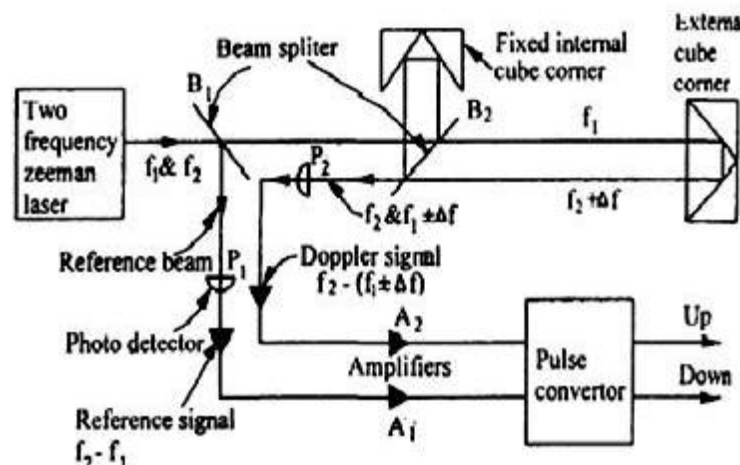 Beam spliter
B1
Fixed internal
cube corner
Externa
cube
corner
Two
frequency
zeeman
laser
f1& f2
B2
f1
P2
f2&f1 ±Δf
f2 +Δf
Reference beam
P1
Doppler signal
f2 - (f1 ± Δf)
Photo detector
A2
Amplifiers
A1
Pulse
convertor
Up
Down
Reference signal
f2 - f1